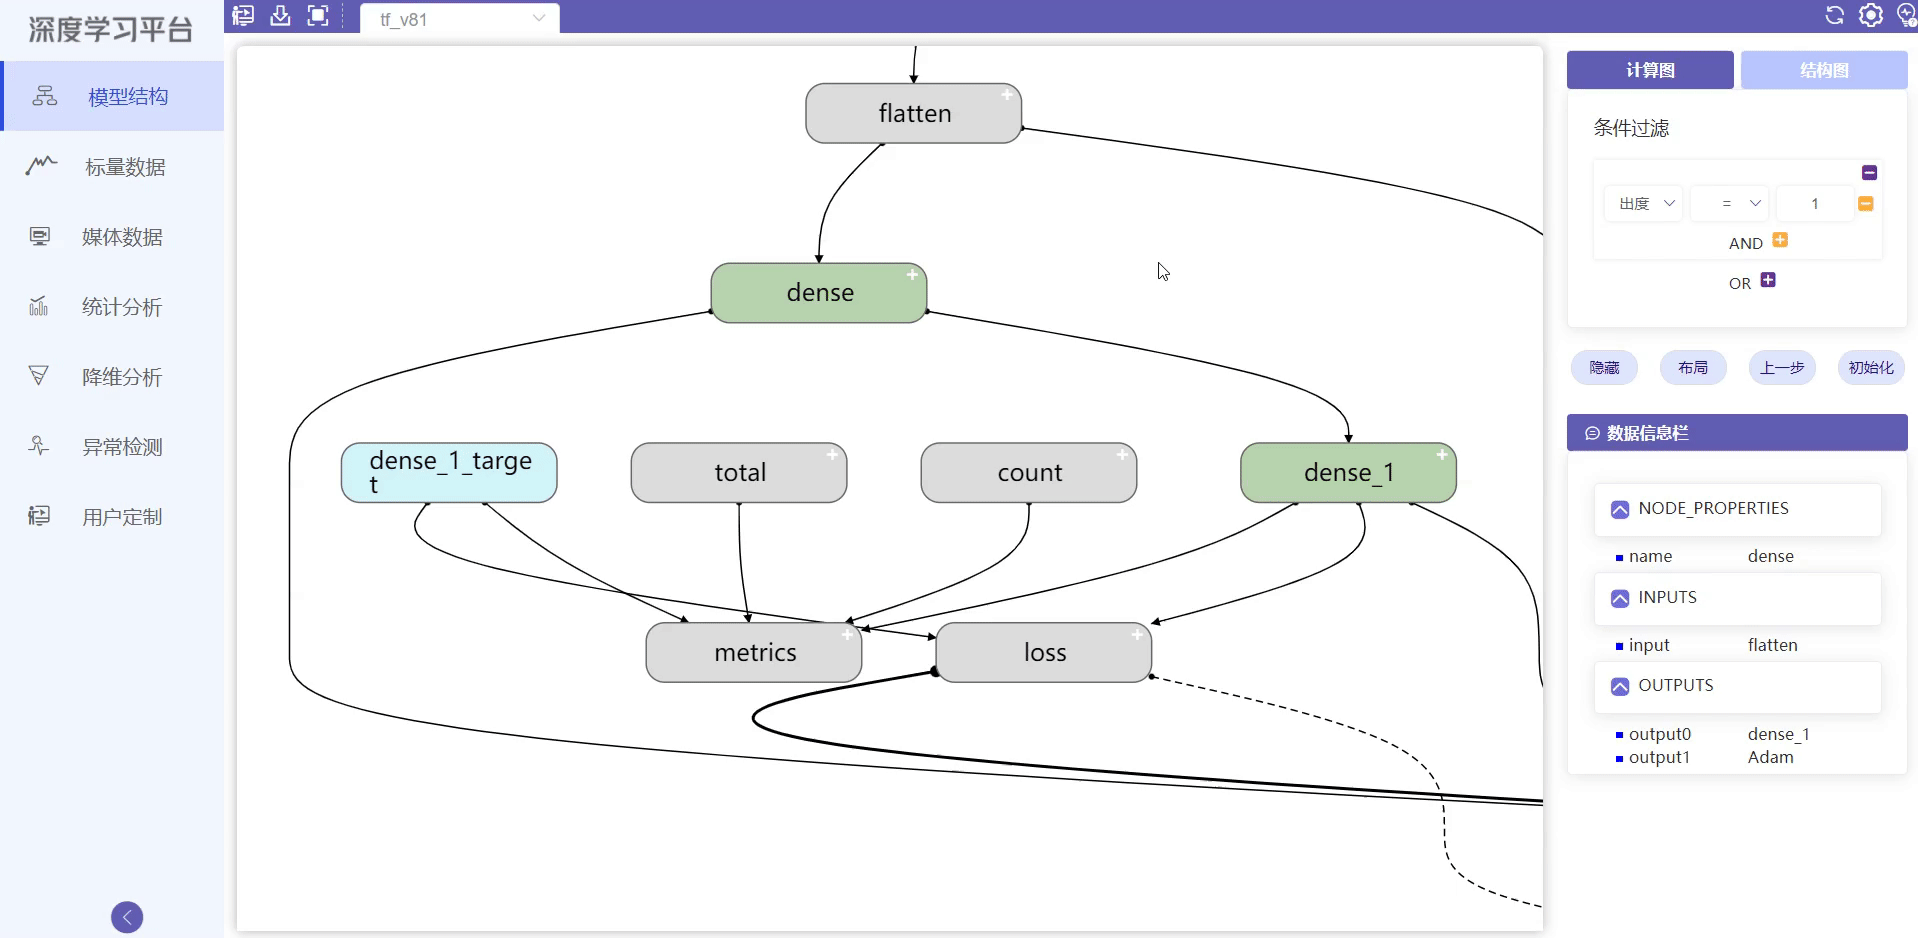 深度学习平台
tf_v81
模型结构
标量数据
媒体数据
统计分析
降维分析
异常检测
用户定制
flatten
dense
dense_1_targe
t
total
count
dense_1
metrics
loss
计算图
结构图
条件过滤
出度
=
1
AND
OR
隐藏
布局
上一步
初始化
数据信息栏
NODE_PROPERTIES
name dense
INPUTS
input flatten
OUTPUTS
output0 dense_1
output1 Adam